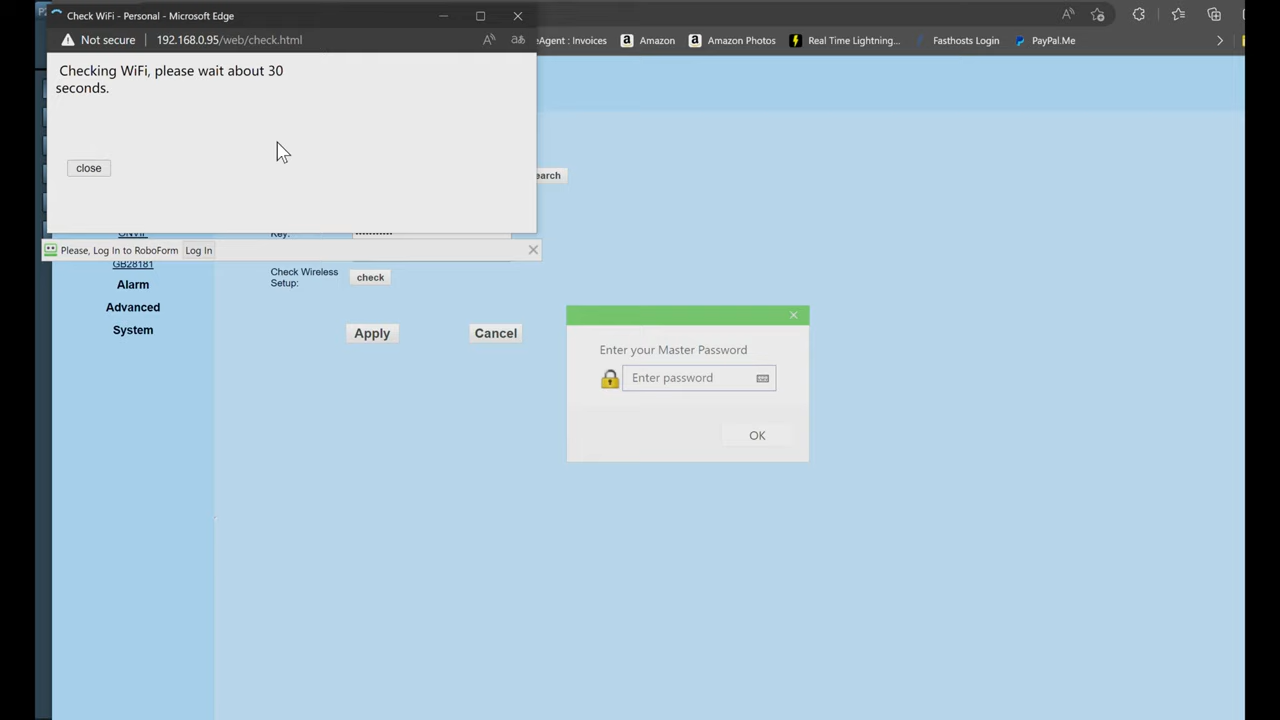 Check WiFi - Personal - Microsoft Edge
Not secure 192.168.0.95/web/check.html
eAgent : Invoices Amazon Amazon Photos Real Time Lightning... Fasthosts Login PayPal.Me
Checking WiFi, please wait about 30
seconds.
close
earch
Key:
Please, Log In to RoboForm Log In
GB28181
Check Wireless
Setup:
check
Alarm
Advanced
System
Apply Cancel
Enter your Master Password
Enter password
OK